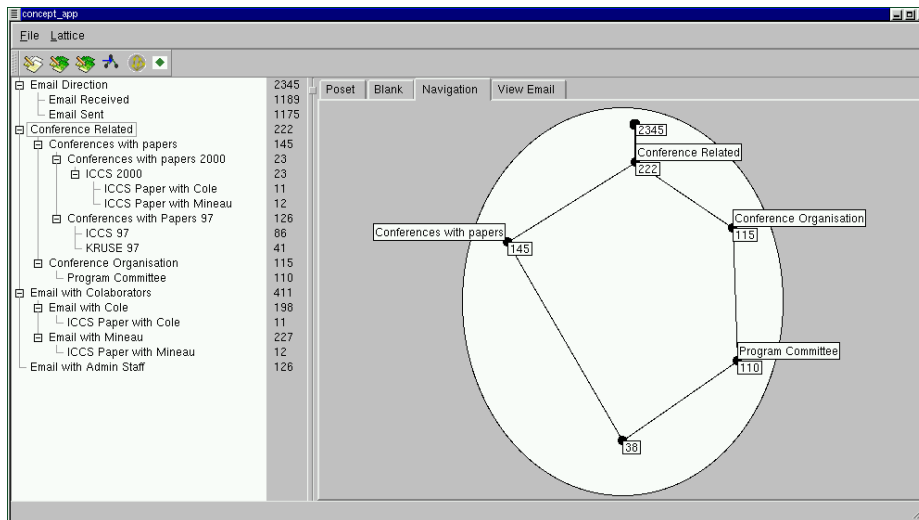 concept_app
File Lattice
Email Direction 2345
Email Received 1189
Email Sent 1175
Conference Related 222
Conferences with papers 145
Conferences with papers 2000 23
ICCS 2000 23
ICCS Paper with Cole 11
ICCS Paper with Mineau 12
Conferences with Papers 97 126
ICCS 97 86
KRUSE 97 41
Conference Organisation 115
Program Committee 110
Email with Colaborators 411
Email with Cole 198
ICCS Paper with Cole 11
Email with Mineau 227
ICCS Paper with Mineau 12
Email with Admin Staff 126
Poset Blank Navigation View Email
2345
Conference Related
222
Conference Organisation
115
Conferences with papers
145
Program Committee
110
38